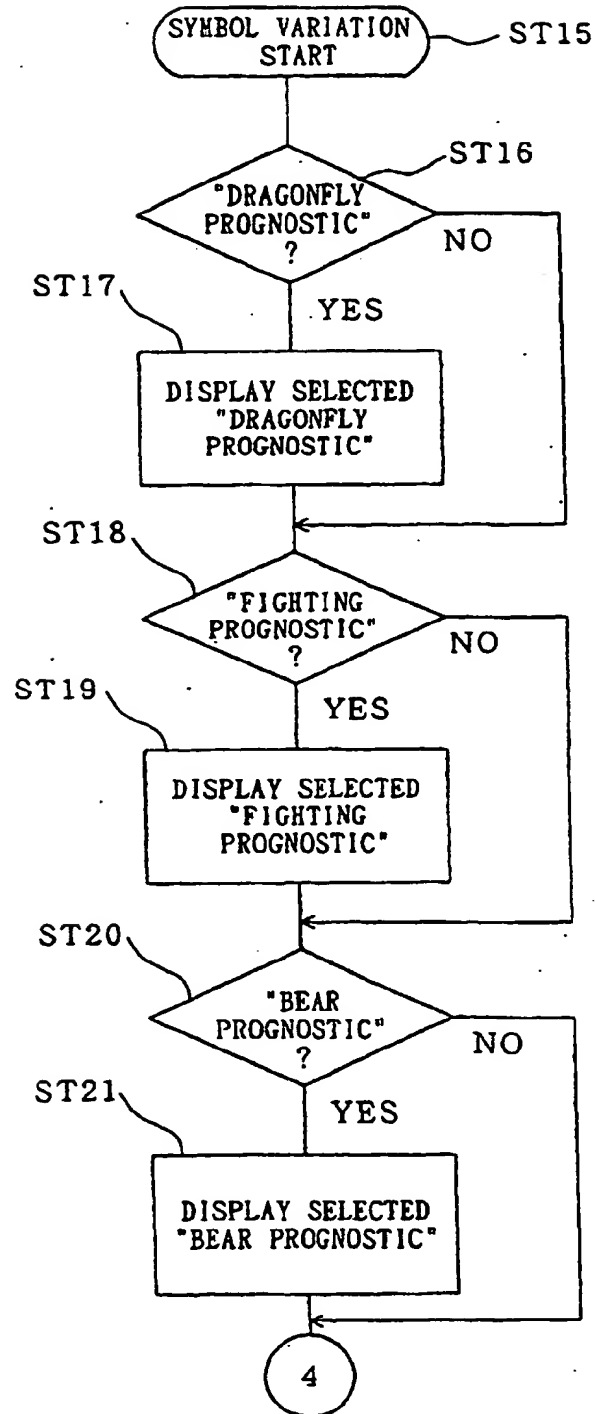 SYMBOL VARIATION
START
ST15
ST16
"DRAGONFLY
PROGNOSTIC"
?
NO
ST17
YES
DISPLAY SELECTED
"DRAGONFLY
PROGNOSTIC"
ST18
"FIGHTING
PROGNOSTIC"
?
NO
ST19
YES
DISPLAY SELECTED
"FIGHTING
PROGNOSTIC"
ST20
"BEAR
PROGNOSTIC"
?
NO
ST21
YES
DISPLAY SELECTED
"BEAR PROGNOSTIC"
4